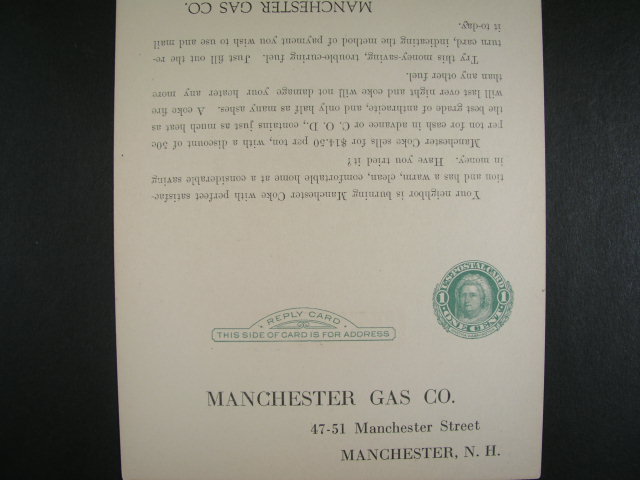 Your neighbor is burning Manchester Coke with perfect satisfac-
tion and has a warm, clean, comfortable home at a considerable saving
in money. Have you tried it?
Manchester Coke sells for $14.50 per ton, with a discount of 50c
per ton for cash in advance or C. O. D., contains just as much heat as
the best grade of anthracite, and only half as many ashes. A coke fire
will last over night and coke will not damage your heater any more
than any other fuel.
Try this money-saving, trouble-curing fuel. Just fill out the re-
turn card, indicating the method of payment you wish to use and mail
it to-day.
MANCHESTER GAS CO.
U.S. POSTAL CARD
1 1
ONE CENT
REPLY CARD
THIS SIDE OF CARD IS FOR ADDRESS
MANCHESTER GAS CO.
47-51 Manchester Street
MANCHESTER, N. H.